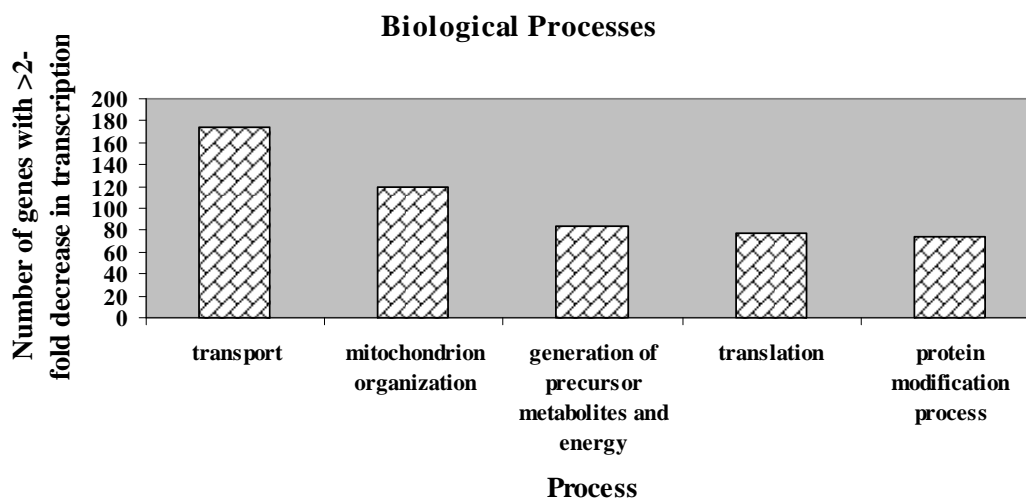 Biological Processes
Number of genes with >2-
fold decrease in transcription
200
180
160
140
120
100
80
60
40
20
0
transport
mitochondrion
organization
generation of
precursor
metabolites and
energy
translation
protein
modification
process
Process